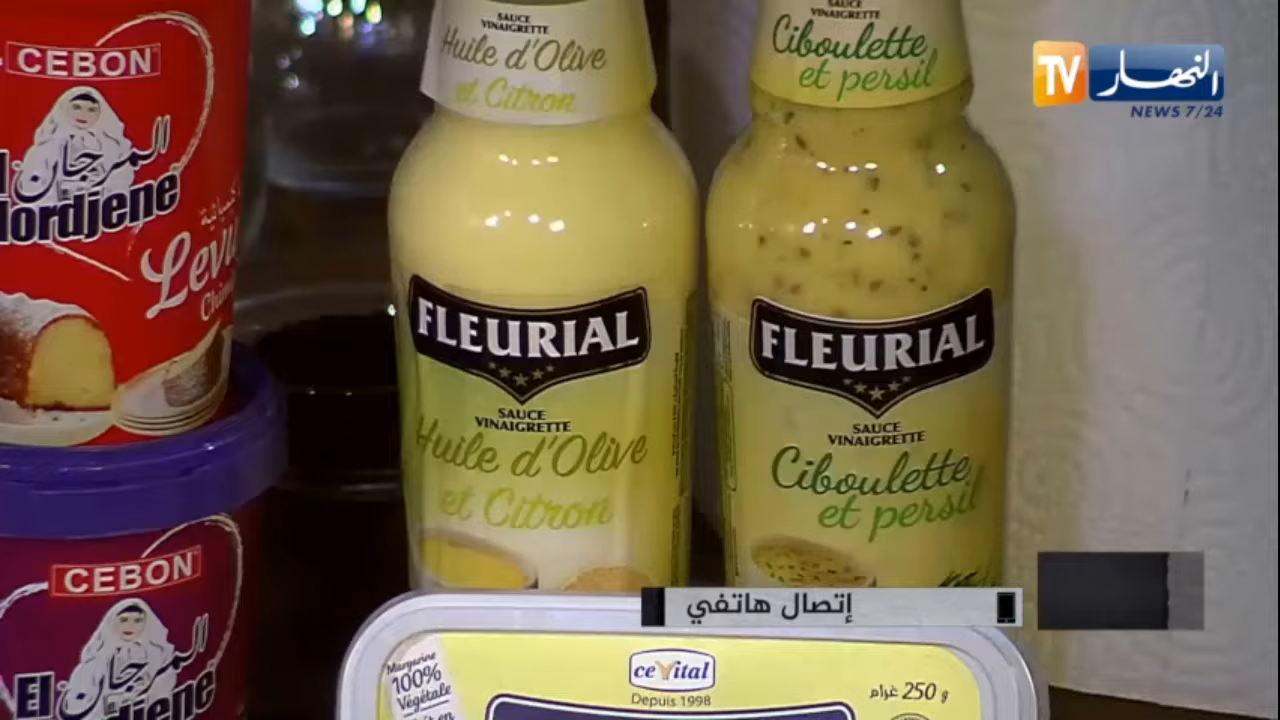 CEBON
المرجان
El
Mordjene
SAUCE
VINAIGRETTE
Huile d'Olive
et Citron
FLEURIAL
SAUCE
VINAIGRETTE
Huile d'Olive
et Citron
SAUCE
VINAIGRETTE
Ciboulette
et persil
FLEURIAL
SAUCE
VINAIGRETTE
Ciboulette
et persil
TV النهار
NEWS 7/24
CEBON
المرجان
El
إتصال هاتفي
Margarine
100%
Végétale
cevital
Depuis 1998
250 غرام g